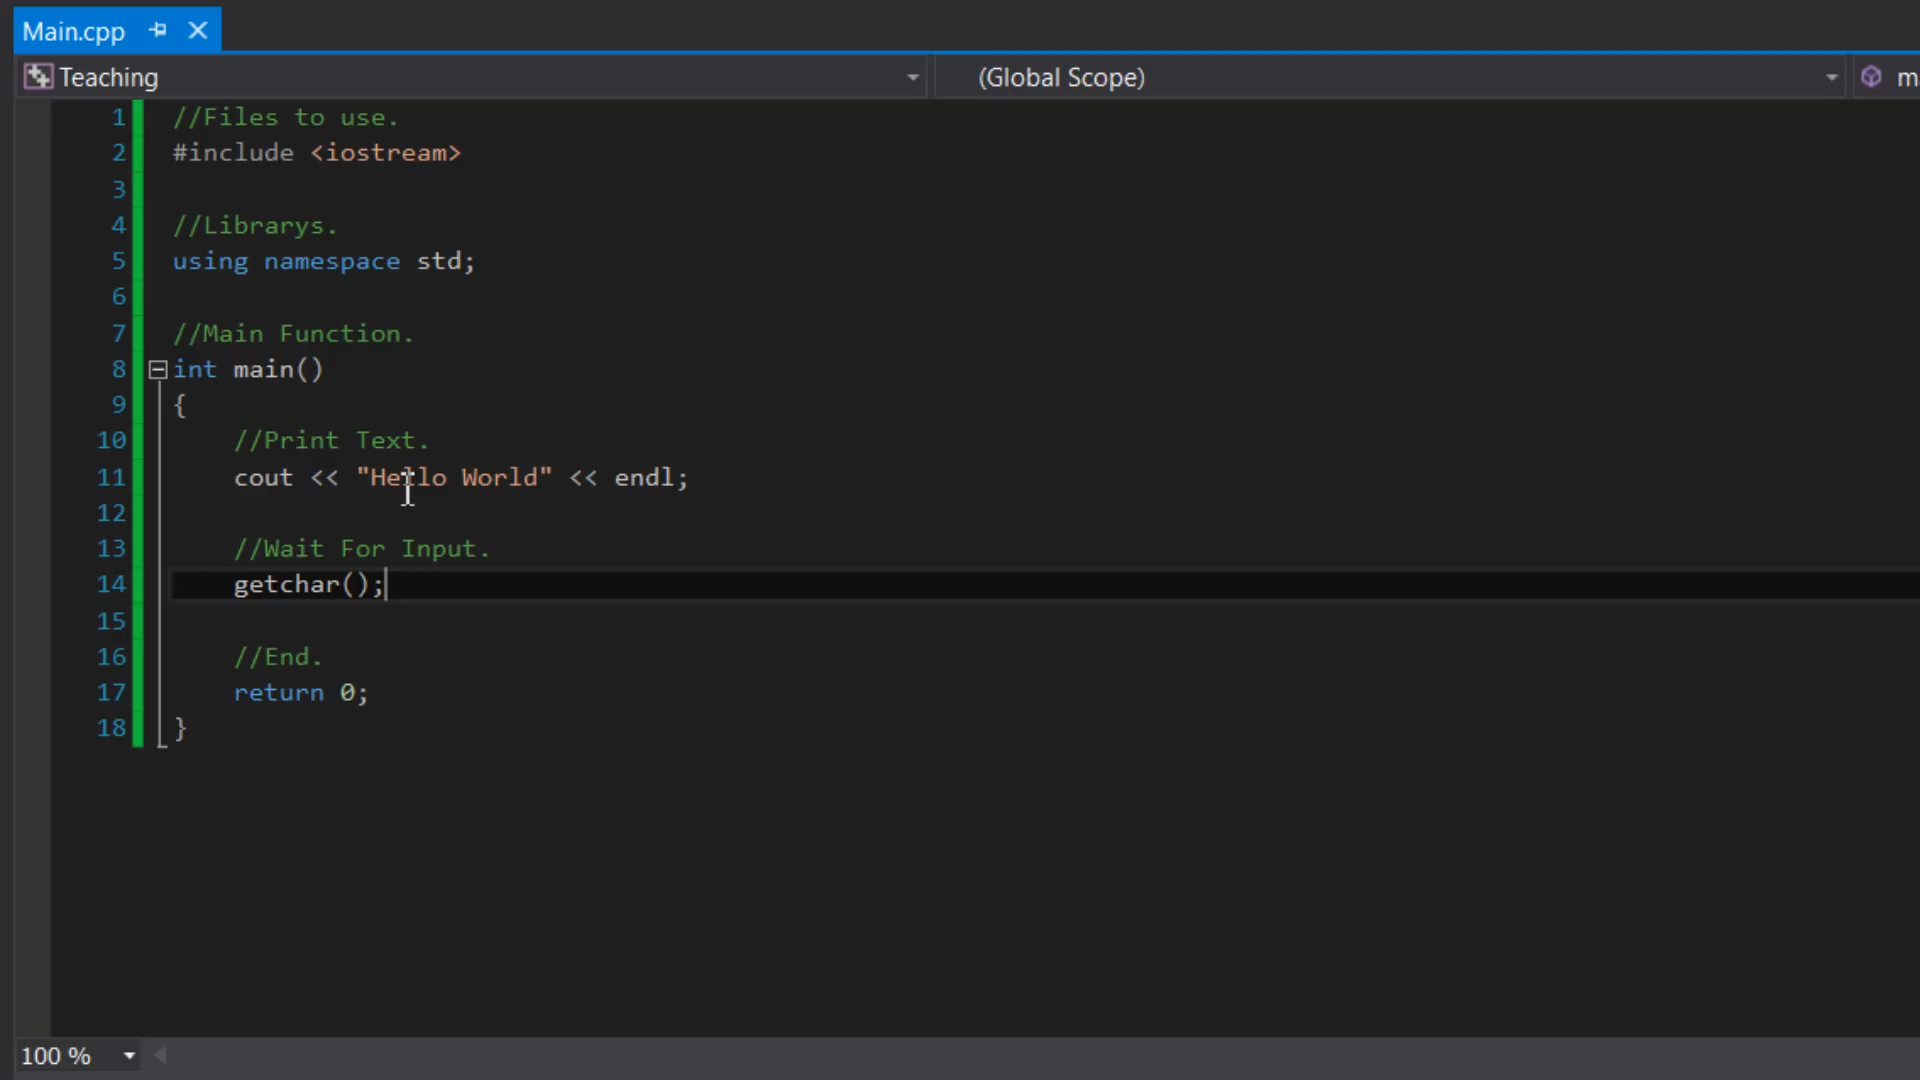 Main.cpp
Teaching (Global Scope) m
1 //Files to use.
2 #include <iostream>
3
4 //Librarys.
5 using namespace std;
6
7 //Main Function.
8 int main()
9 {
10 //Print Text.
11 cout << "Hello World" << endl;
12
13 //Wait For Input.
14 getchar();
15
16 //End.
17 return 0;
18 }
100 %